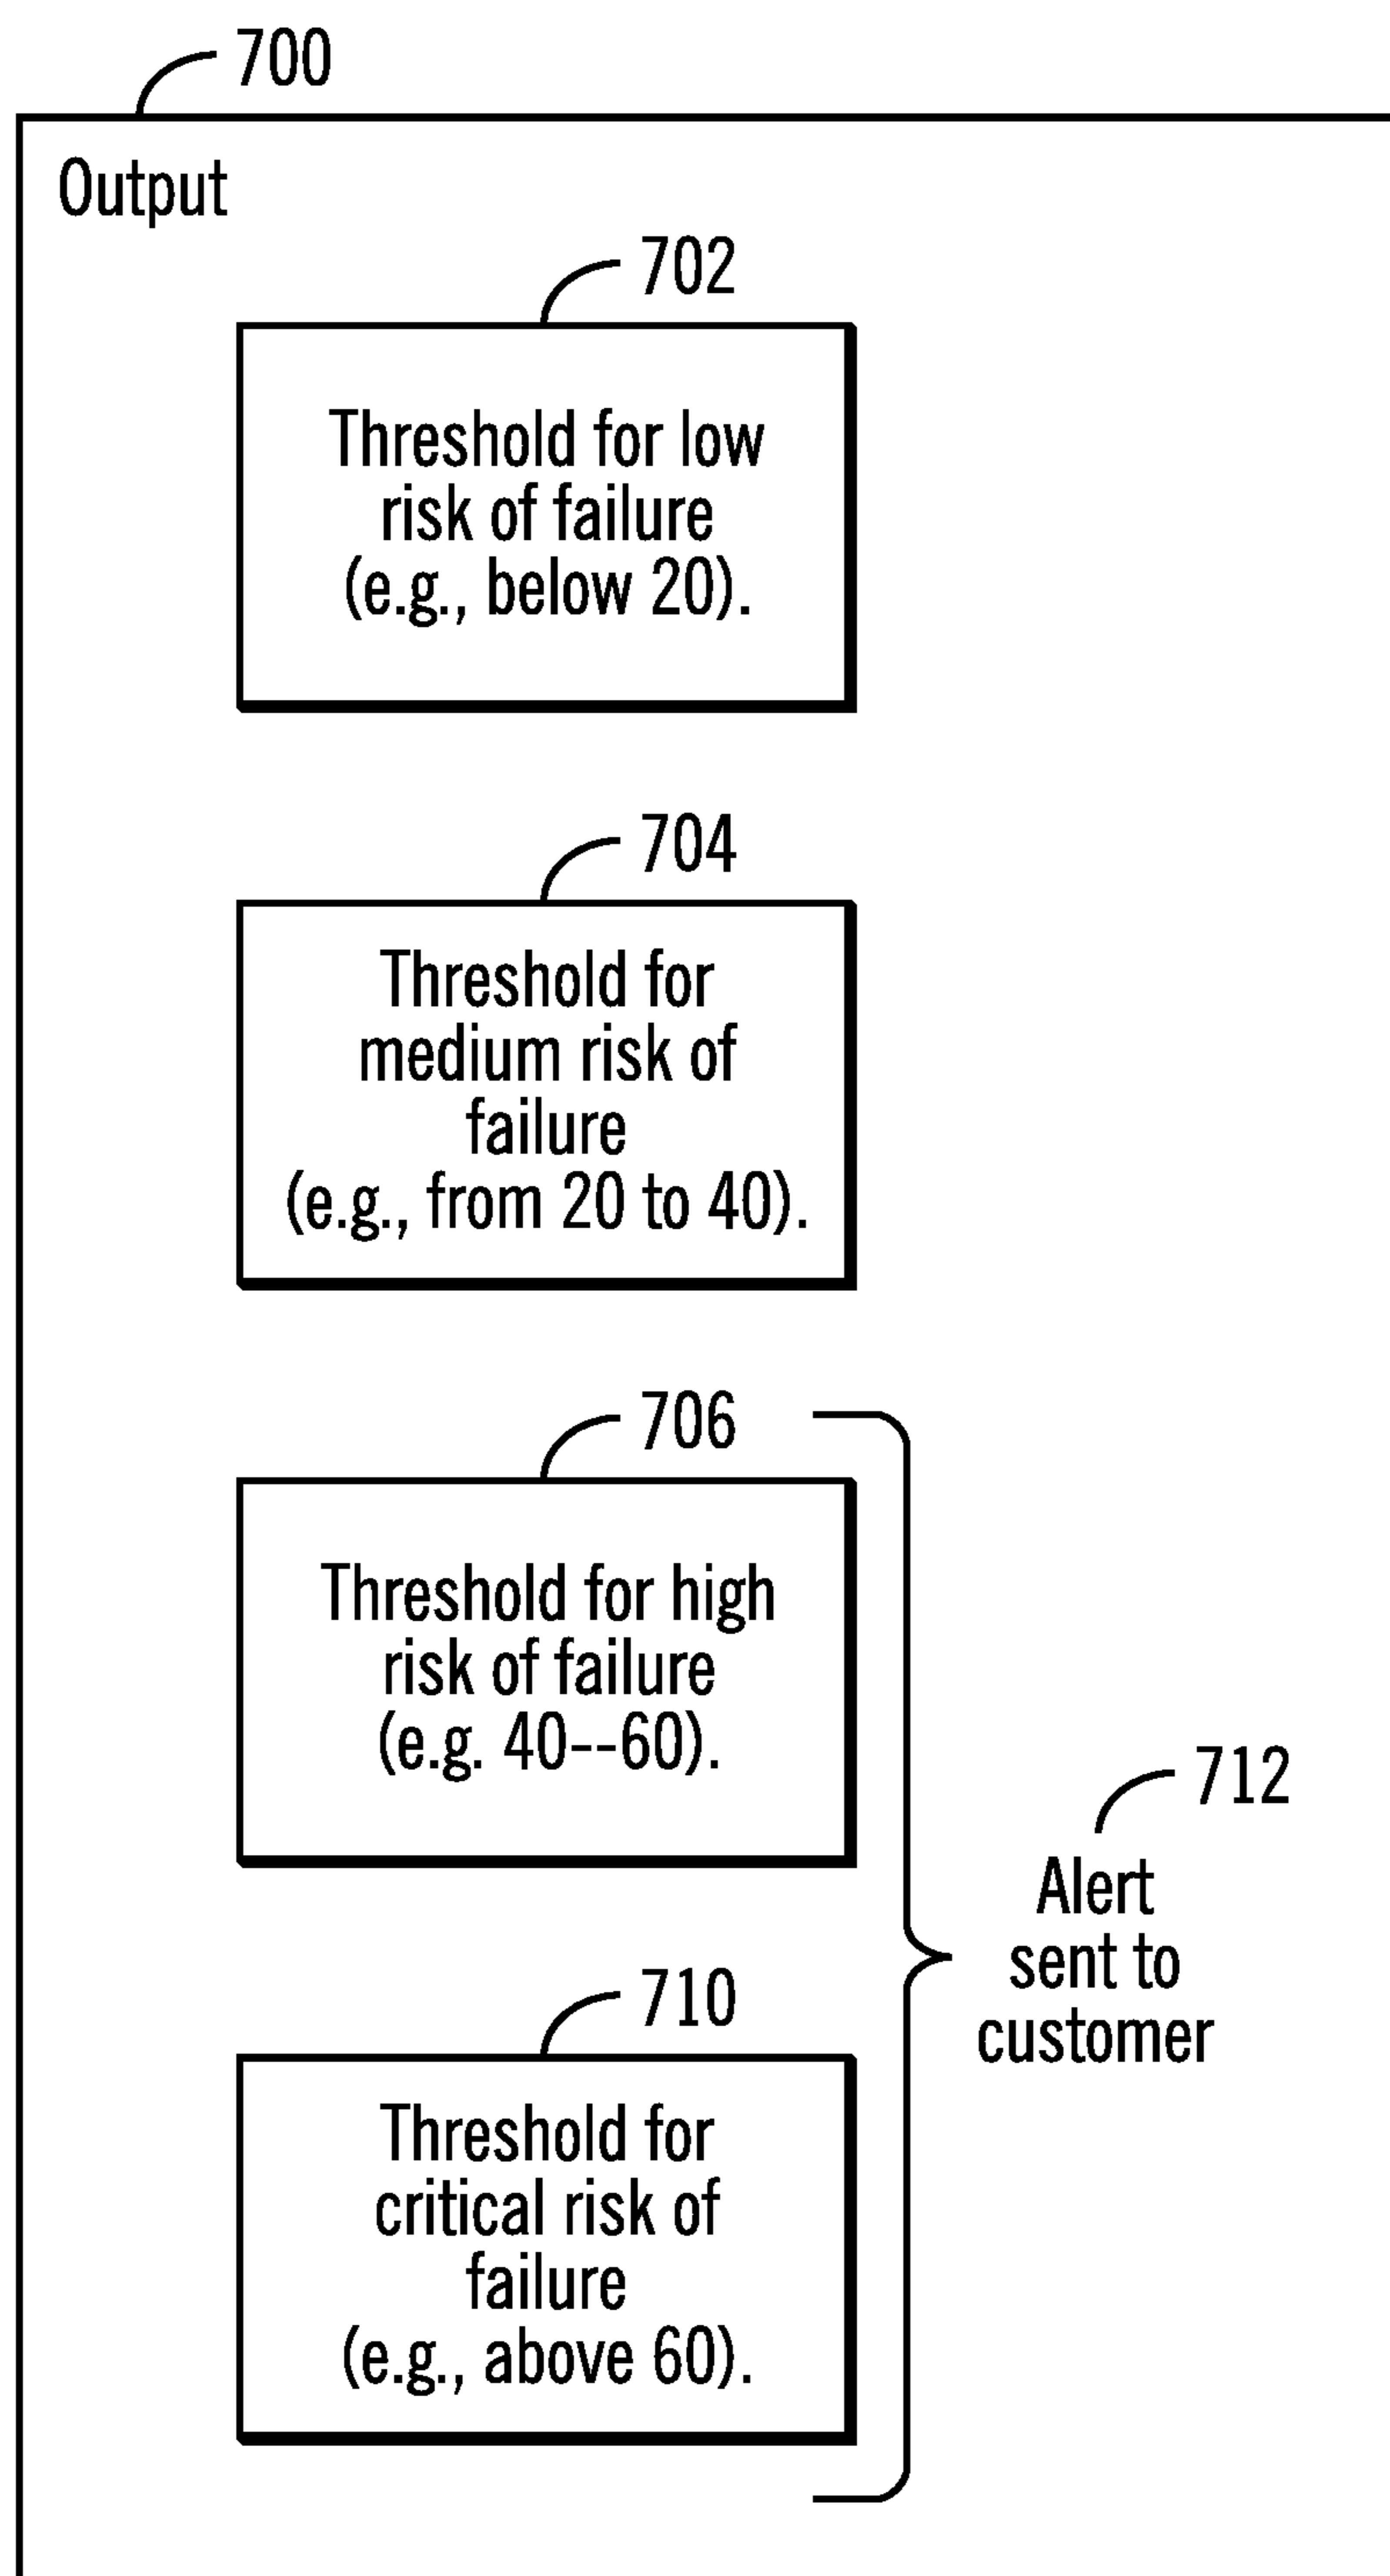 700
Output
702
Threshold for low
risk of failure
(e.g., below 20).
704
Threshold for
medium risk of
failure
(e.g., from 20 to 40).
706
Threshold for high
risk of failure
(e.g. 40--60).
712
Alert
sent to
customer
710
Threshold for
critical risk of
failure
(e.g., above 60).